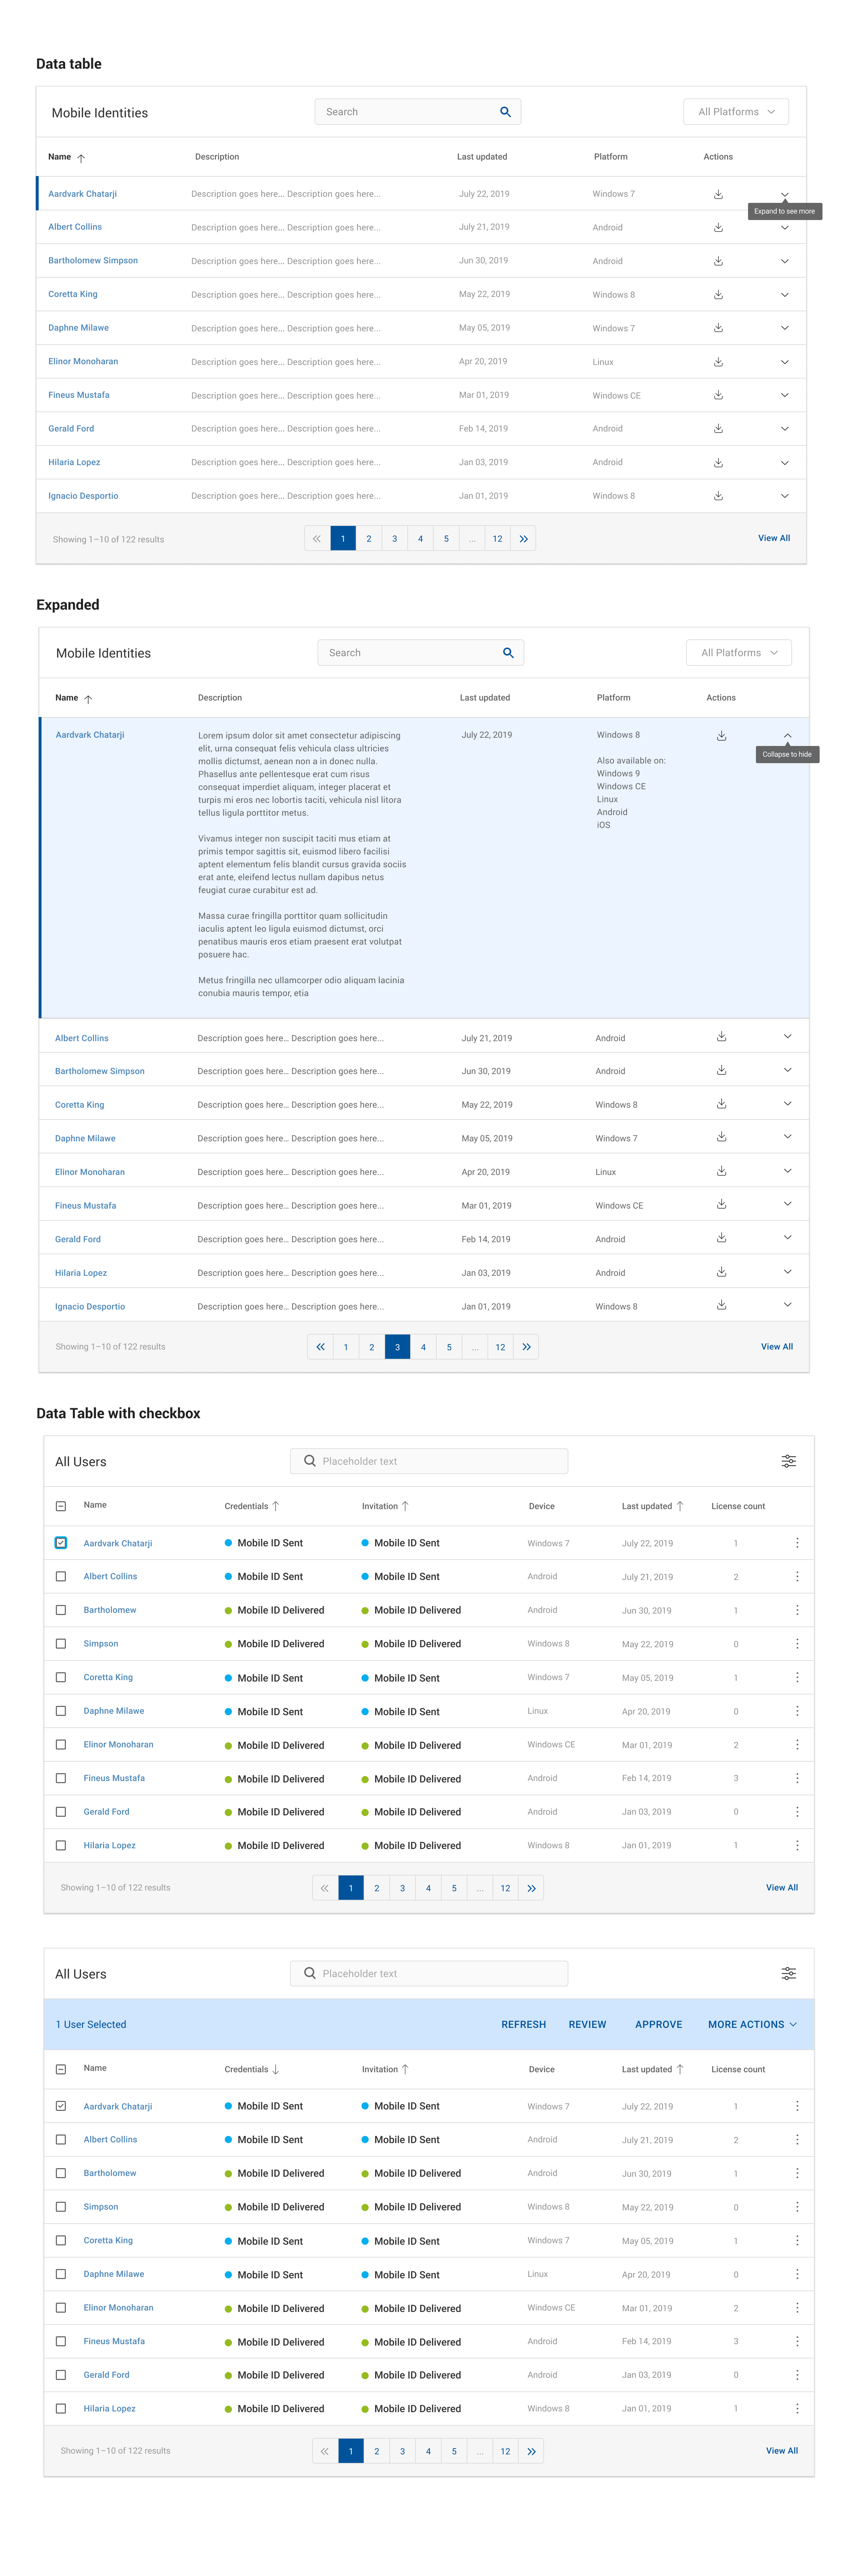 Data table
Mobile Identities Search All Platforms
Name Description Last updated Platform Actions
Aardvark Chatarji Description goes here... Description goes here... July 22, 2019 Windows 7
Expand to see more
Albert Collins Description goes here... Description goes here... July 21, 2019 Android
Bartholomew Simpson Description goes here... Description goes here... Jun 30, 2019 Android
Coretta King Description goes here... Description goes here... May 22, 2019 Windows 8
Daphne Milawe Description goes here... Description goes here... May 05, 2019 Windows 7
Elinor Monoharan Description goes here... Description goes here... Apr 20, 2019 Linux
Fineus Mustafa Description goes here... Description goes here... Mar 01, 2019 Windows CE
Gerald Ford Description goes here... Description goes here... Feb 14, 2019 Android
Hilaria Lopez Description goes here... Description goes here... Jan 03, 2019 Android
Ignacio Desportio Description goes here... Description goes here... Jan 01, 2019 Windows 8
Showing 1–10 of 122 results 1 2 3 4 5 ... 12 View All
Expanded
Mobile Identities Search All Platforms
Name Description Last updated Platform Actions
Aardvark Chatarji Lorem ipsum dolor sit amet consectetur adipiscing July 22, 2019 Windows 8
elit, urna consequat felis vehicula class ultricies
Collapse to hide
mollis dictumst, aenean non a in donec nulla. Also available on:
Phasellus ante pellentesque erat cum risus Windows 9
consequat imperdiet aliquam, integer placerat et Windows CE
turpis mi eros nec lobortis taciti, vehicula nisl litora Linux
tellus ligula porttitor metus. Android
iOS
Vivamus integer non suscipit taciti mus etiam at
primis tempor sagittis sit, euismod libero facilisi
aptent elementum felis blandit cursus gravida sociis
erat ante, eleifend lectus nullam dapibus netus
feugiat curae curabitur est ad.
Massa curae fringilla porttitor quam sollicitudin
iaculis aptent leo ligula euismod dictumst, orci
penatibus mauris eros etiam praesent erat volutpat
posuere hac.
Metus fringilla nec ullamcorper odio aliquam lacinia
conubia mauris tempor, etia
Albert Collins Description goes here... Description goes here... July 21, 2019 Android
Bartholomew Simpson Description goes here... Description goes here... Jun 30, 2019 Android
Coretta King Description goes here... Description goes here... May 22, 2019 Windows 8
Daphne Milawe Description goes here... Description goes here... May 05, 2019 Windows 7
Elinor Monoharan Description goes here... Description goes here... Apr 20, 2019 Linux
Fineus Mustafa Description goes here... Description goes here... Mar 01, 2019 Windows CE
Gerald Ford Description goes here... Description goes here... Feb 14, 2019 Android
Hilaria Lopez Description goes here... Description goes here... Jan 03, 2019 Android
Ignacio Desportio Description goes here... Description goes here... Jan 01, 2019 Windows 8
Showing 1–10 of 122 results 1 2 3 4 5 ... 12 View All
Data Table with checkbox
All Users Placeholder text
Name Credentials Invitation Device Last updated License count
Aardvark Chatarji Mobile ID Sent Mobile ID Sent Windows 7 July 22, 2019 1
Albert Collins Mobile ID Sent Mobile ID Sent Android July 21, 2019 2
Bartholomew Mobile ID Delivered Mobile ID Delivered Android Jun 30, 2019 1
Simpson Mobile ID Delivered Mobile ID Delivered Windows 8 May 22, 2019 0
Coretta King Mobile ID Sent Mobile ID Sent Windows 7 May 05, 2019 1
Daphne Milawe Mobile ID Sent Mobile ID Sent Linux Apr 20, 2019 0
Elinor Monoharan Mobile ID Delivered Mobile ID Delivered Windows CE Mar 01, 2019 2
Fineus Mustafa Mobile ID Delivered Mobile ID Delivered Android Feb 14, 2019 3
Gerald Ford Mobile ID Delivered Mobile ID Delivered Android Jan 03, 2019 0
Hilaria Lopez Mobile ID Delivered Mobile ID Delivered Windows 8 Jan 01, 2019 1
Showing 1–10 of 122 results 1 2 3 4 5 ... 12 View All
All Users Placeholder text
1 User Selected REFRESH REVIEW APPROVE MORE ACTIONS
Name Credentials Invitation Device Last updated License count
Aardvark Chatarji Mobile ID Sent Mobile ID Sent Windows 7 July 22, 2019 1
Albert Collins Mobile ID Sent Mobile ID Sent Android July 21, 2019 2
Bartholomew Mobile ID Delivered Mobile ID Delivered Android Jun 30, 2019 1
Simpson Mobile ID Delivered Mobile ID Delivered Windows 8 May 22, 2019 0
Coretta King Mobile ID Sent Mobile ID Sent Windows 7 May 05, 2019 1
Daphne Milawe Mobile ID Sent Mobile ID Sent Linux Apr 20, 2019 0
Elinor Monoharan Mobile ID Delivered Mobile ID Delivered Windows CE Mar 01, 2019 2
Fineus Mustafa Mobile ID Delivered Mobile ID Delivered Android Feb 14, 2019 3
Gerald Ford Mobile ID Delivered Mobile ID Delivered Android Jan 03, 2019 0
Hilaria Lopez Mobile ID Delivered Mobile ID Delivered Windows 8 Jan 01, 2019 1
Showing 1–10 of 122 results 1 2 3 4 5 ... 12 View All